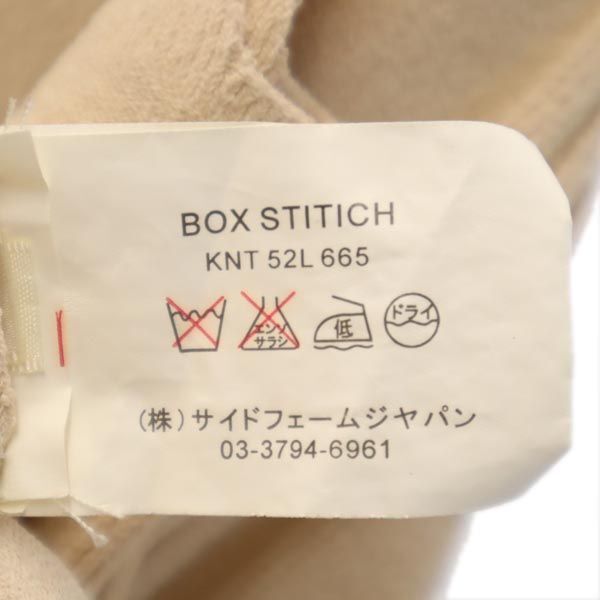 BOX STITICH
KNT 52L 665
エンソ サラシ 低 ドライ
(株)サイドフェームジヤパン
03-3794-6961